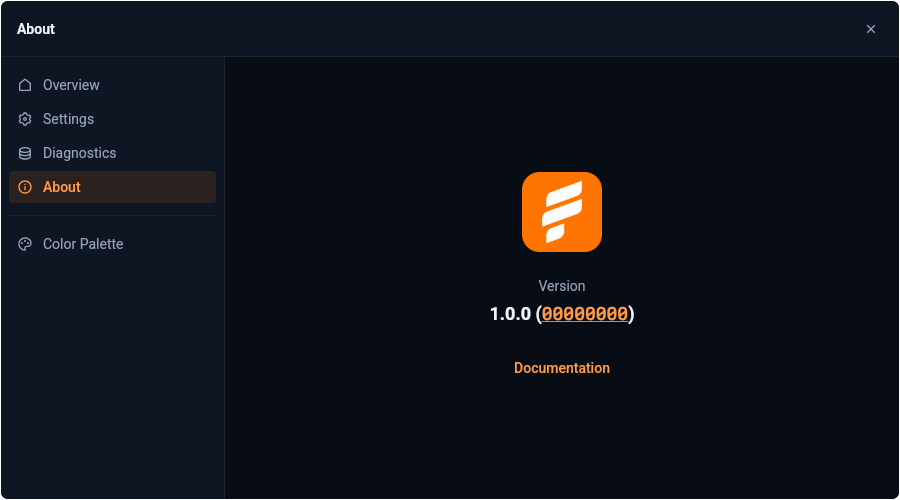 About
Overview
Settings
Diagnostics
About
Color Palette
Version
1.0.0 (00000000)
Documentation